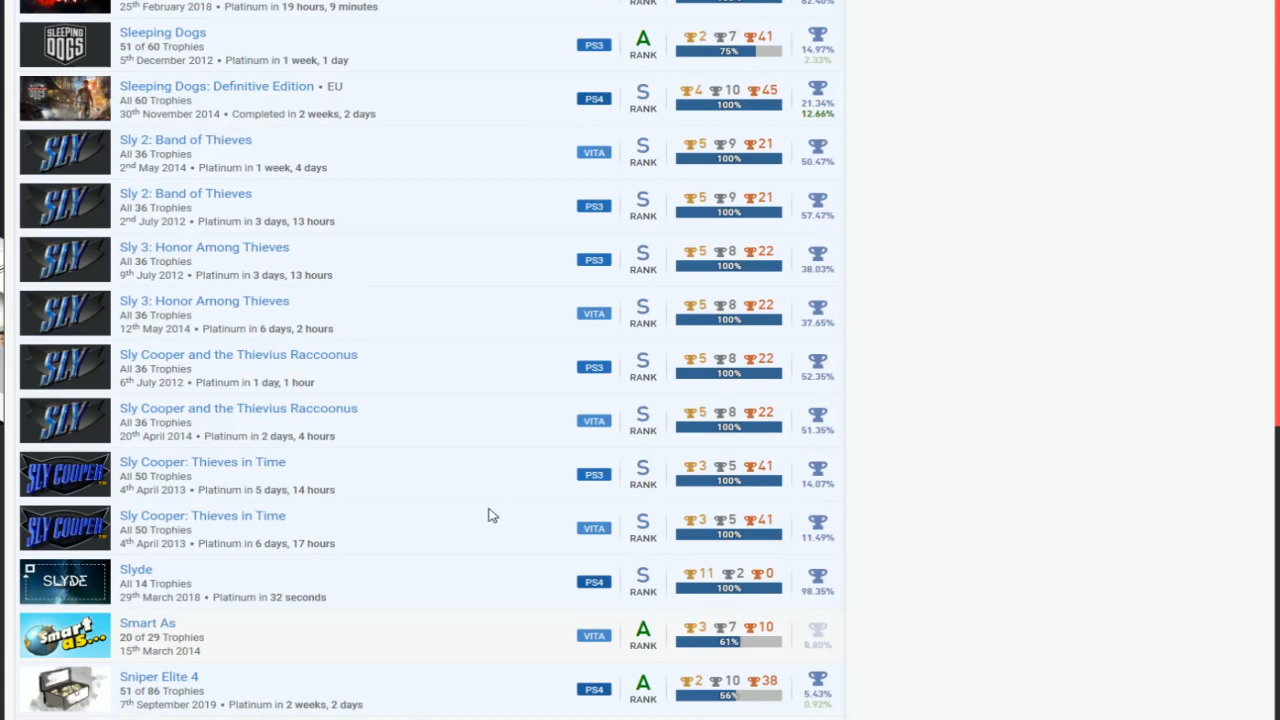 25th February 2018 • Platinum in 19 hours, 9 minutes
100%
82.40%
SLEEPING DOGS
Sleeping Dogs
51 of 60 Trophies
5th December 2012 • Platinum in 1 week, 1 day
PS3
A
RANK
2 7 41
75%
14.97%
2.33%
Sleeping Dogs: Definitive Edition • EU
All 60 Trophies
30th November 2014 • Completed in 2 weeks, 2 days
PS4
S
RANK
4 10 45
100%
21.34%
12.66%
SLY
Sly 2: Band of Thieves
All 36 Trophies
2nd May 2014 • Platinum in 1 week, 4 days
VITA
S
RANK
5 9 21
100%
50.47%
SLY
Sly 2: Band of Thieves
All 36 Trophies
2nd July 2012 • Platinum in 3 days, 13 hours
PS3
S
RANK
5 9 21
100%
57.47%
SLY
Sly 3: Honor Among Thieves
All 36 Trophies
9th July 2012 • Platinum in 3 days, 13 hours
PS3
S
RANK
5 8 22
100%
38.03%
SLY
Sly 3: Honor Among Thieves
All 36 Trophies
12th May 2014 • Platinum in 6 days, 2 hours
VITA
S
RANK
5 8 22
100%
37.65%
SLY
Sly Cooper and the Thievius Raccoonus
All 36 Trophies
6th July 2012 • Platinum in 1 day, 1 hour
PS3
S
RANK
5 8 22
100%
52.35%
SLY
Sly Cooper and the Thievius Raccoonus
All 36 Trophies
20th April 2014 • Platinum in 2 days, 4 hours
VITA
S
RANK
5 8 22
100%
51.35%
SLY COOPER
Sly Cooper: Thieves in Time
All 50 Trophies
4th April 2013 • Platinum in 5 days, 14 hours
PS3
S
RANK
3 5 41
100%
14.07%
SLY COOPER
Sly Cooper: Thieves in Time
All 50 Trophies
4th April 2013 • Platinum in 6 days, 17 hours
VITA
S
RANK
3 5 41
100%
11.49%
SLYDE
Slyde
All 14 Trophies
29th March 2018 • Platinum in 32 seconds
PS4
S
RANK
11 2 0
100%
98.35%
Smart as...
Smart As
20 of 29 Trophies
15th March 2014
VITA
A
RANK
3 7 10
61%
Sniper Elite 4
51 of 86 Trophies
7th September 2019 • Platinum in 2 weeks, 2 days
PS4
A
RANK
2 10 38
56%
5.43%
0.92%